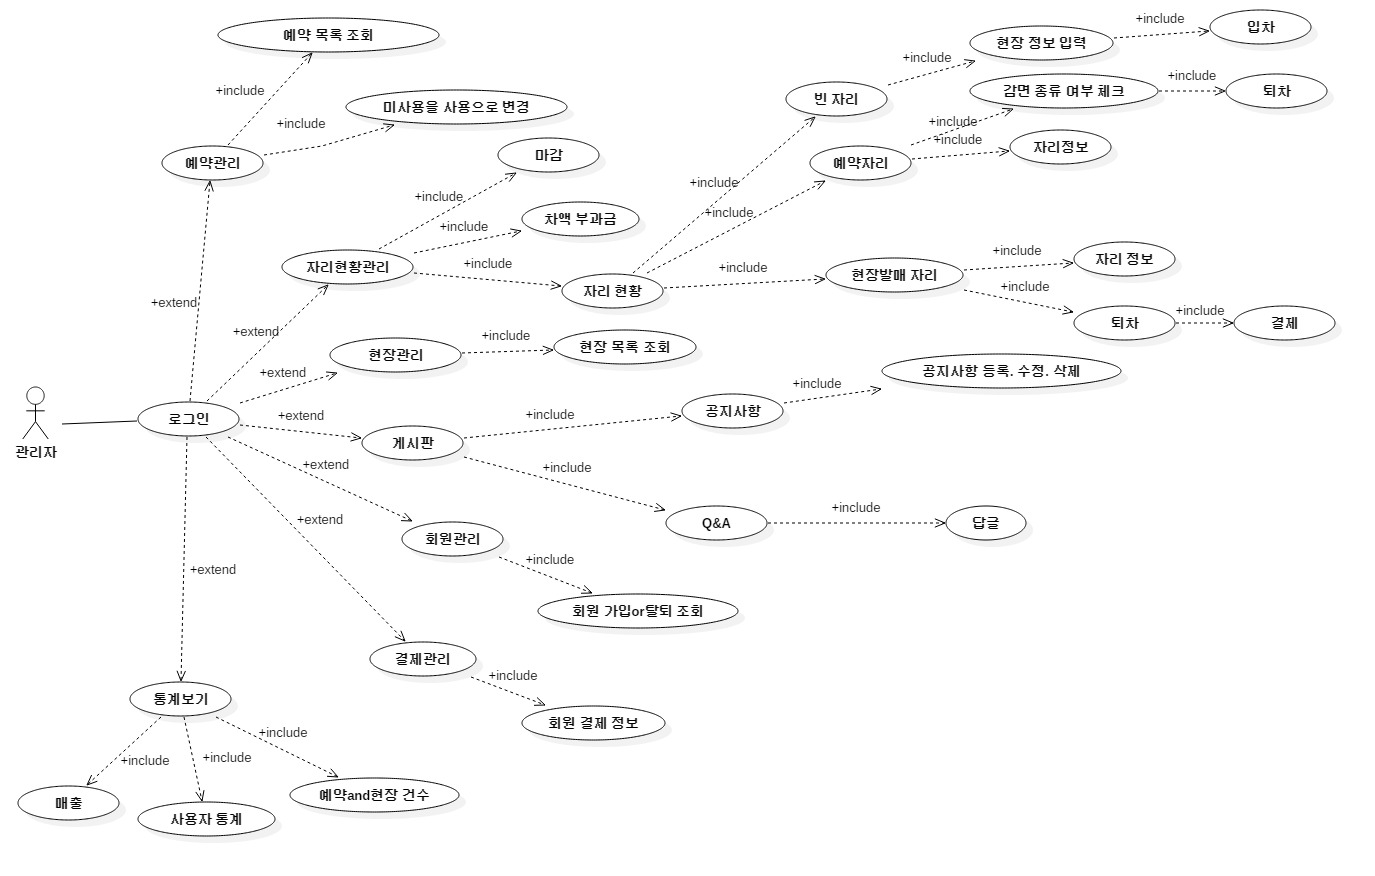 예약 목록 조회
+include
미사용을 사용으로 변경
+include
예약관리
+extend
마감
+include
차액 부과금
+include
자리현황관리
+include
자리 현황
+extend
빈 자리
+include
현장 정보 입력
+include
입차
+include
예약자리
+include
감면 종류 여부 체크
+include
퇴차
+include
자리정보
+include
+include
현장발매 자리
+include
자리 정보
+include
퇴차
+include
결제
현장관리
+include
현장 목록 조회
+extend
관리자
로그인
+extend
게시판
+include
공지사항
+include
공지사항 등록. 수정. 삭제
+include
Q&A
+include
답글
+extend
회원관리
+include
회원 가입or탈퇴 조회
+extend
결제관리
+include
회원 결제 정보
+extend
통계보기
+include
매출
+include
사용자 통계
+include
예약and현장 건수